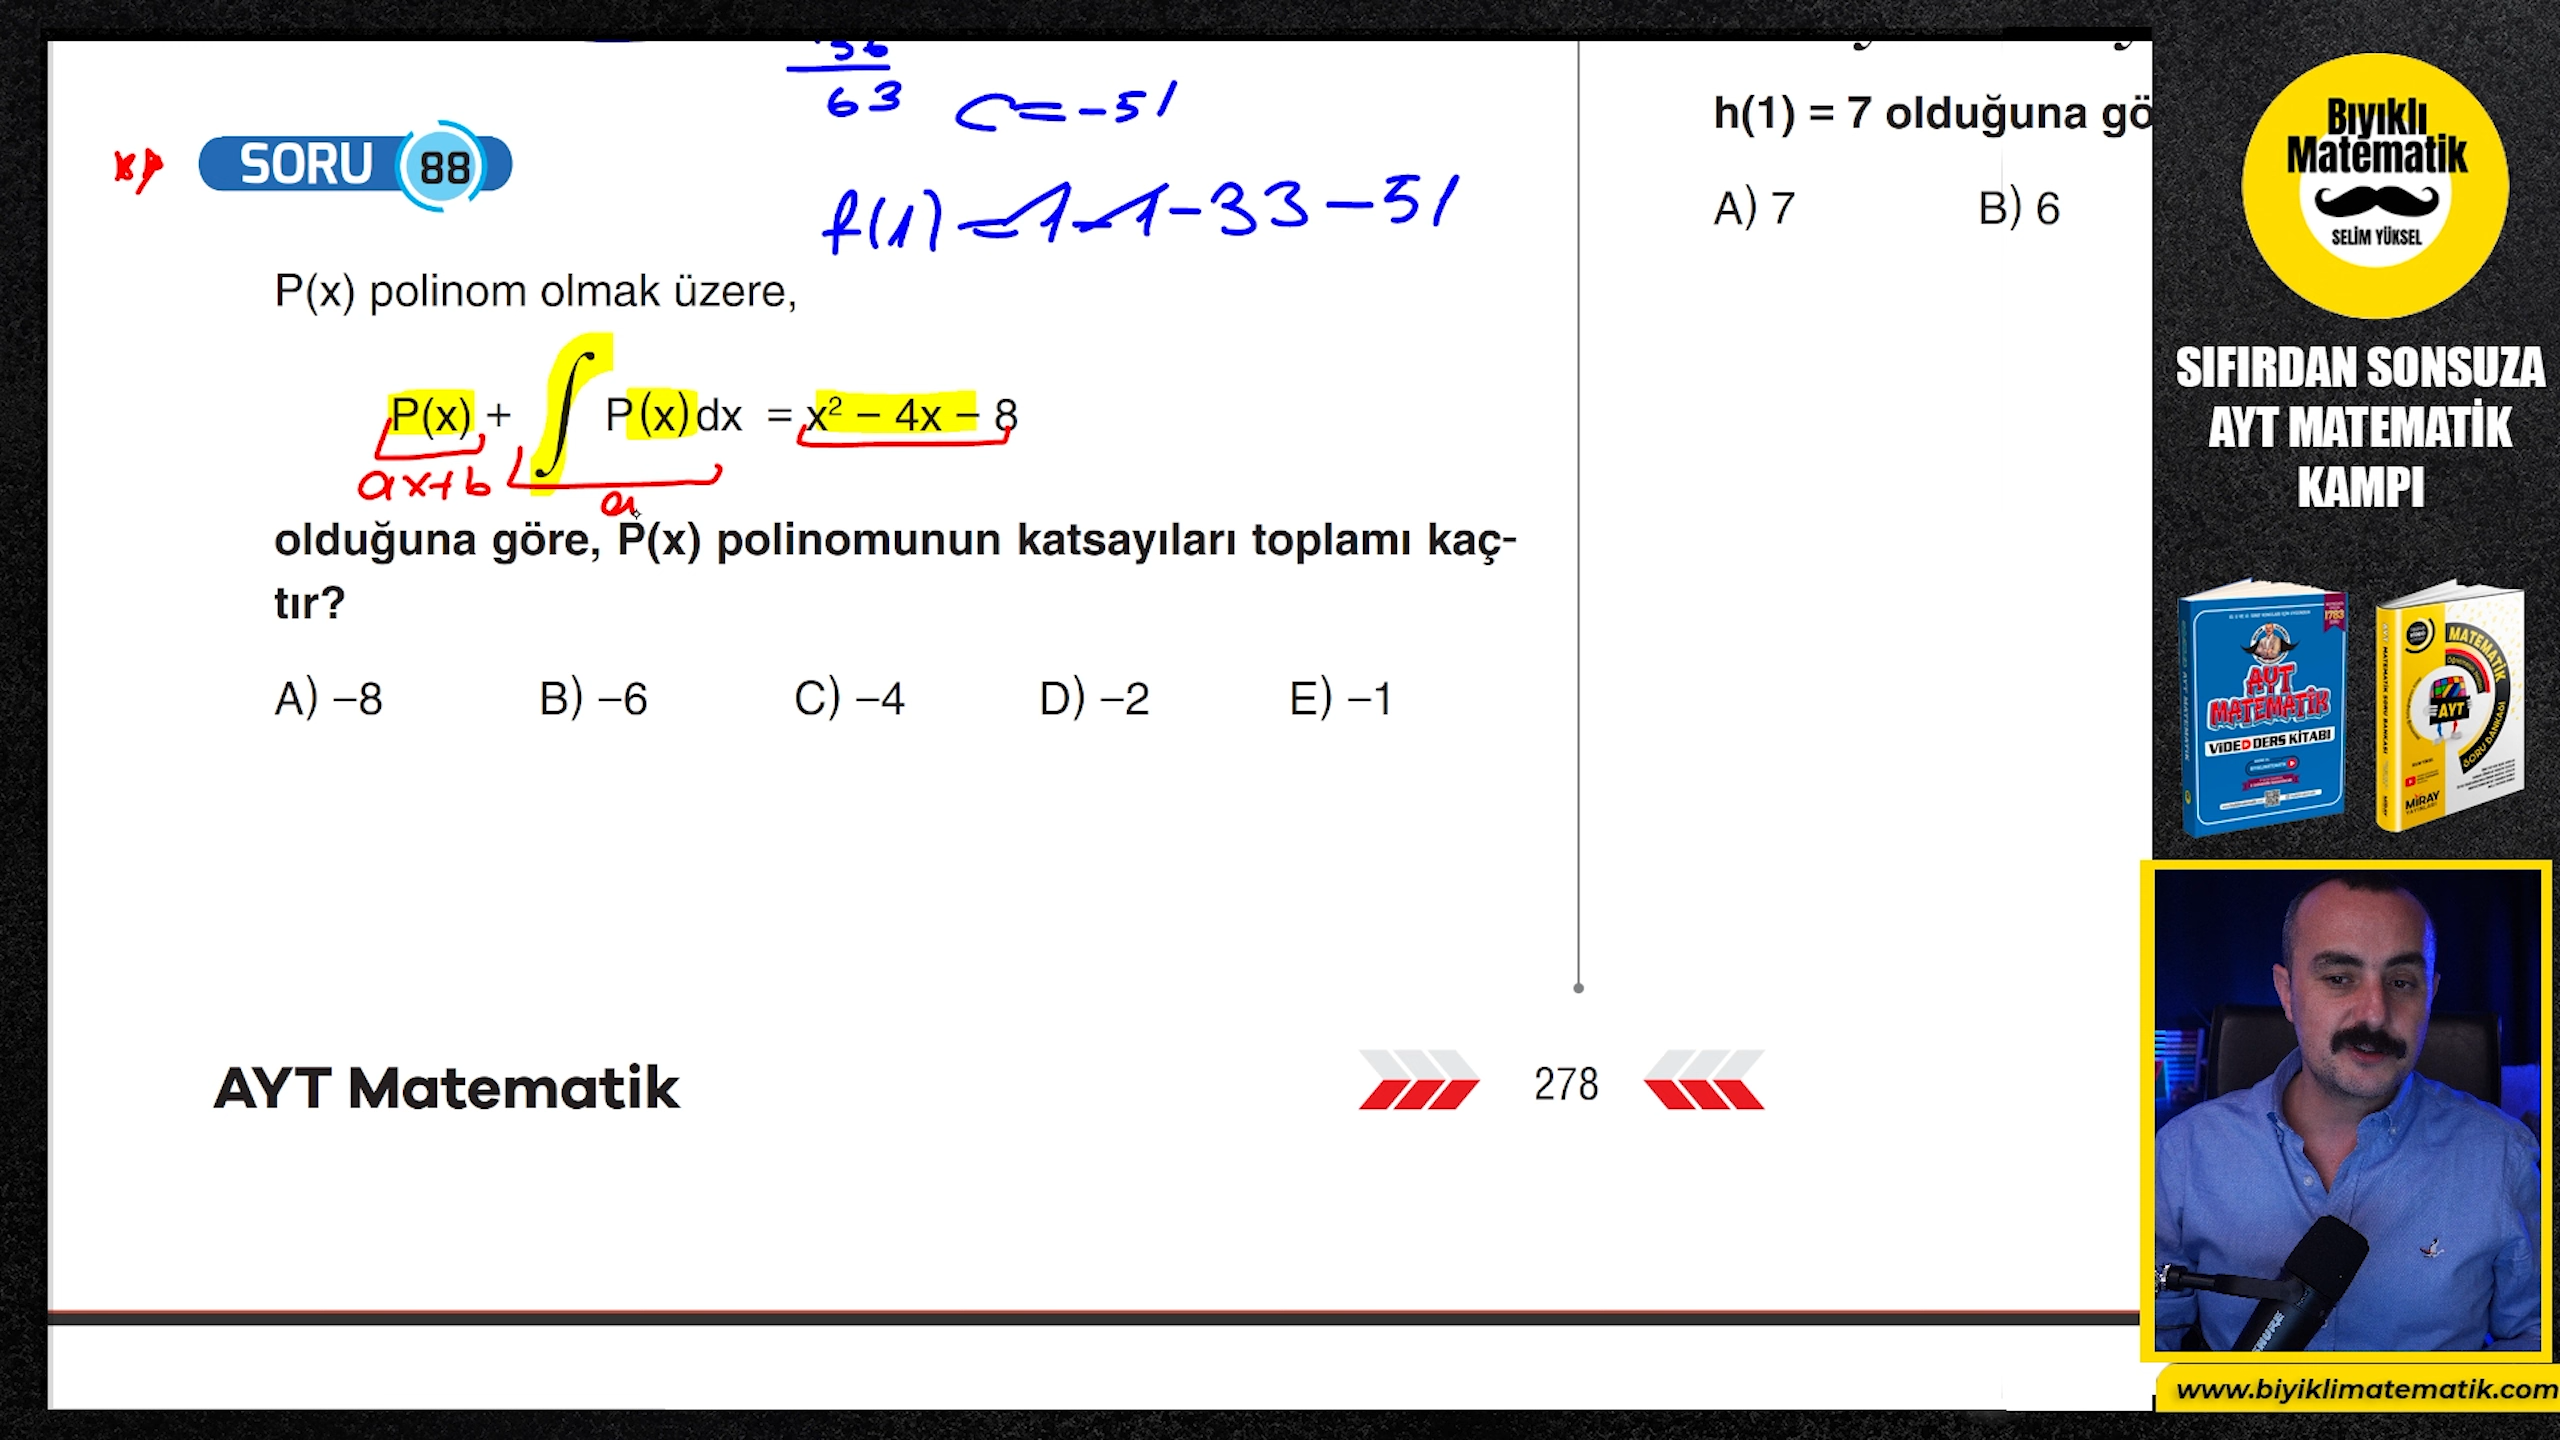 36
63
c=-51
SORU 88
f(1)=1-1-33-51
P(x) polinom olmak üzere,
P(x) + ∫ P(x)dx = x² – 4x – 8
ax+b
a
olduğuna göre, P(x) polinomunun katsayıları toplamı kaç-
tır?
A) –8 B) –6 C) –4 D) –2 E) –1
AYT Matematik
278
h(1) = 7 olduğuna gö
A) 7 B) 6
Bıyıklı
Matematik
SELİM YÜKSEL
SIFIRDAN SONSUZA
AYT MATEMATİK
KAMPI
AYT
MATEMATİK
VİDEO DERS KİTABI
MATEMATİK
AYT
SORU BANKASI
MİRAY
www.biyiklimatematik.com